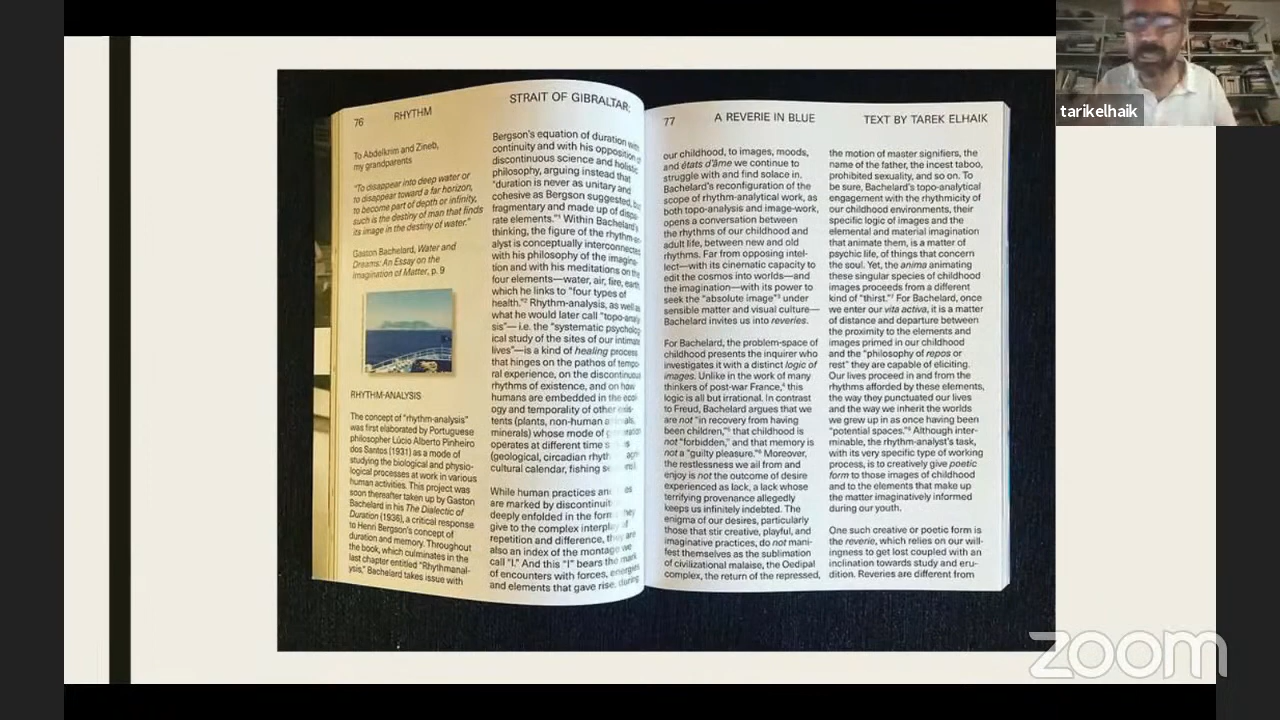 76
RHYTHM
STRAIT OF GIBRALTAR:
To Abdelkrim and Zineb,
my grandparents
"To disappear into deep water or
to disappear toward a far horizon,
to become part of depth or infinity,
such is the destiny of man that finds
its image in the destiny of water."
Gaston Bachelard, Water and
Dreams: An Essay on the
Imagination of Matter, p. 9
RHYTHM-ANALYSIS
The concept of "rhythm-analysis"
was first elaborated by Portuguese
philosopher Lúcio Alberto Pinheiro
dos Santos (1931) as a mode of
studying the biological and physio-
logical processes at work in various
human activities. This project was
soon thereafter taken up by Gaston
Bachelard in his The Dialectic of
Duration (1936), a critical response
to Henri Bergson's concept of
duration and memory. Throughout
the book, which culminates in the
last chapter entitled "Rhythmanal-
ysis," Bachelard takes issue with
Bergson's equation of duration with
continuity and with his opposition
discontinuous science and holistic
philosophy, arguing instead that
"duration is never as unitary and
cohesive as Bergson suggested, but
fragmentary and made up of dispa-
rate elements."1 Within Bachelard's
thinking, the figure of the rhythm-an-
alyst is conceptually interconnected
with his philosophy of the imagina-
tion and with his meditations on the
four elements—water, air, fire, earth
which he links to "four types of
health."2 Rhythm-analysis, as well as
what he would later call "topo-analy
sis"—i.e. the "systematic psycholog
ical study of the sites of our intimate
lives"—is a kind of healing process
that hinges on the pathos of tempo-
ral experience, on the discontinuous
rhythms of existence, and on how
humans are embedded in the ecol
ogy and temporality of other exis-
tents (plants, non-human animals,
minerals) whose mode of
operates at different time
(geological, circadian
cultural calendar, fishing
While human practices
are marked by
deeply enfolded in the form they
give to the complex interplay of
repetition and difference, they are
also an index of the montage we
call "I." And this "I" bears the mark
of encounters with forces, energies
and elements that gave rise, during
77
A REVERIE IN BLUE
TEXT BY TAREK ELHAIK
our childhood, to images, moods,
and états d'âme we continue to
struggle with and find solace in.
Bachelard's reconfiguration of the
scope of rhythm-analytical work, as
both topo-analysis and image-work,
opens a conversation between
the rhythms of our childhood and
adult life, between new and old
rhythms. Far from opposing intel-
lect—with its cinematic capacity to
edit the cosmos into worlds—and
the imagination—with its power to
seek the "absolute image"3 under
sensible matter and visual culture—
Bachelard invites us into reveries.
For Bachelard, the problem-space of
childhood presents the inquirer who
investigates it with a distinct logic of
images. Unlike in the work of many
thinkers of post-war France,4 this
logic is all but irrational. In contrast
to Freud, Bachelard argues that we
are not "in recovery from having
been children,"5 that childhood is
not "forbidden," and that memory is
not a "guilty pleasure."6 Moreover,
the restlessness we ail from and
enjoy is not the outcome of desire
experienced as lack, a lack whose
terrifying provenance allegedly
keeps us infinitely indebted. The
enigma of our desires, particularly
those that stir creative, playful, and
imaginative practices, do not mani-
fest themselves as the sublimation
of civilizational malaise, the Oedipal
complex, the return of the repressed,
the motion of master signifiers, the
name of the father, the incest taboo,
prohibited sexuality, and so on. To
be sure, Bachelard's topo-analytical
engagement with the rhythmicity of
our childhood environments, their
specific logic of images and the
elemental and material imagination
that animate them, is a matter of
psychic life, of things that concern
the soul. Yet, the anima animating
these singular species of childhood
images proceeds from a different
kind of "thirst."7 For Bachelard, once
we enter our vita activa, it is a matter
of distance and departure between
the proximity to the elements and
images primed in our childhood
and the "philosophy of repos or
rest" they are capable of eliciting.
Our lives proceed in and from the
rhythms afforded by these elements,
the way they punctuated our lives
and the way we inherit the worlds
we grew up in as once having been
"potential spaces."8 Although inter-
minable, the rhythm-analyst's task,
with its very specific type of working
process, is to creatively give poetic
form to those images of childhood
and to the elements that make up
the matter imaginatively informed
during our youth.
One such creative or poetic form is
the reverie, which relies on our will-
ingness to get lost coupled with an
inclination towards study and eru-
dition. Reveries are different from
tarikelhaik
zoom